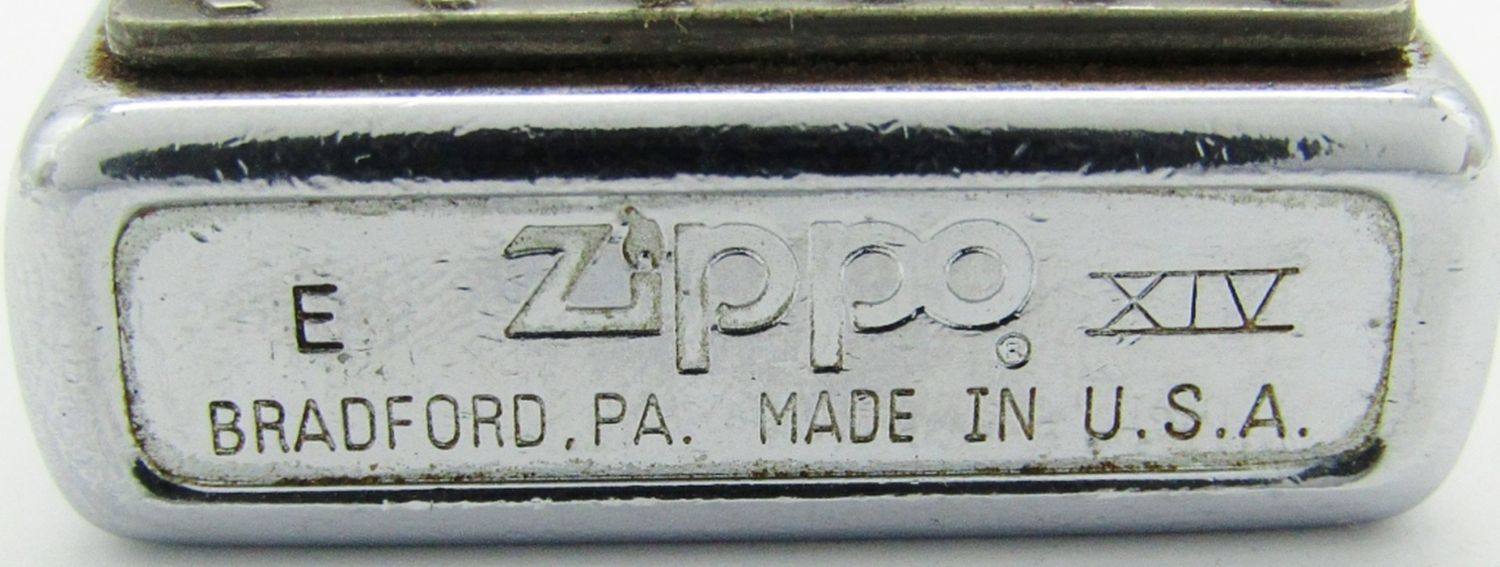 E Zippo® XIV
BRADFORD, PA. MADE IN U.S.A.